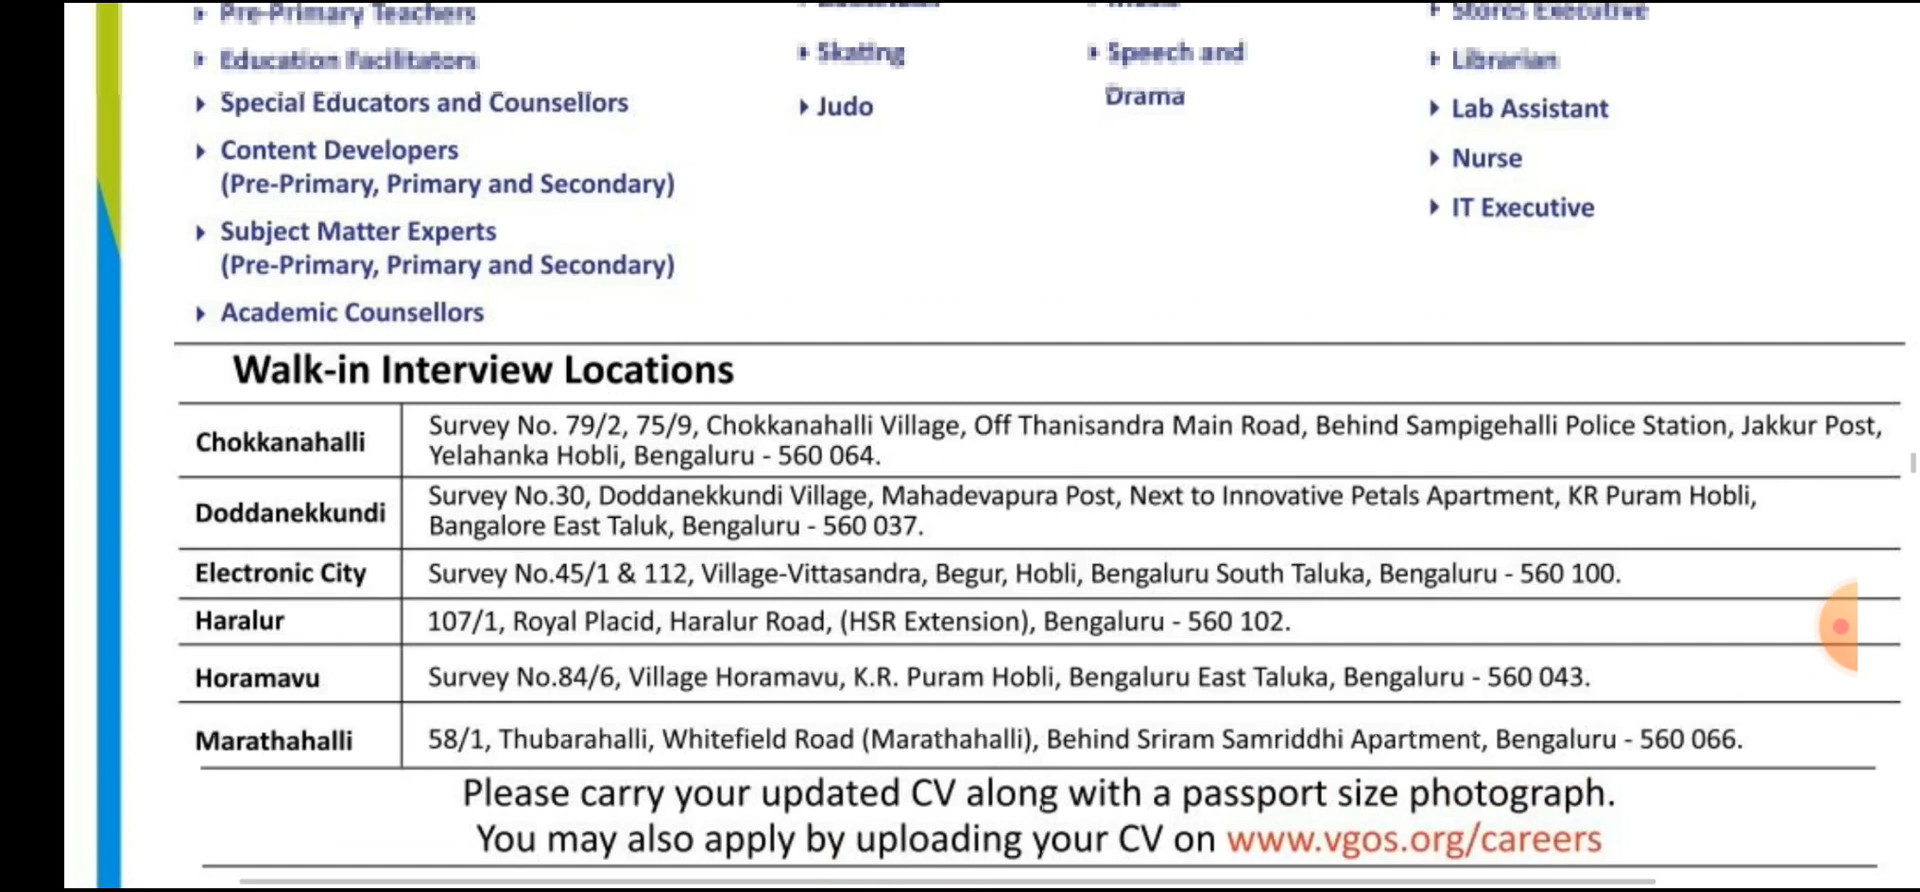 ▸ Pre-Primary Teachers
▸ Education Facilitators
▸ Special Educators and Counsellors
▸ Content Developers
(Pre-Primary, Primary and Secondary)
▸ Subject Matter Experts
(Pre-Primary, Primary and Secondary)
▸ Academic Counsellors
▸ Skating
▸ Judo
▸ Speech and
Drama
▸ Stores Executive
▸ Librarian
▸ Lab Assistant
▸ Nurse
▸ IT Executive
Walk-in Interview Locations
Chokkanahalli
Survey No. 79/2, 75/9, Chokkanahalli Village, Off Thanisandra Main Road, Behind Sampigehalli Police Station, Jakkur Post,
Yelahanka Hobli, Bengaluru - 560 064.
Doddanekkundi
Survey No.30, Doddanekkundi Village, Mahadevapura Post, Next to Innovative Petals Apartment, KR Puram Hobli,
Bangalore East Taluk, Bengaluru - 560 037.
Electronic City
Survey No.45/1 & 112, Village-Vittasandra, Begur, Hobli, Bengaluru South Taluka, Bengaluru - 560 100.
Haralur
107/1, Royal Placid, Haralur Road, (HSR Extension), Bengaluru - 560 102.
Horamavu
Survey No.84/6, Village Horamavu, K.R. Puram Hobli, Bengaluru East Taluka, Bengaluru - 560 043.
Marathahalli
58/1, Thubarahalli, Whitefield Road (Marathahalli), Behind Sriram Samriddhi Apartment, Bengaluru - 560 066.
Please carry your updated CV along with a passport size photograph.
You may also apply by uploading your CV on www.vgos.org/careers